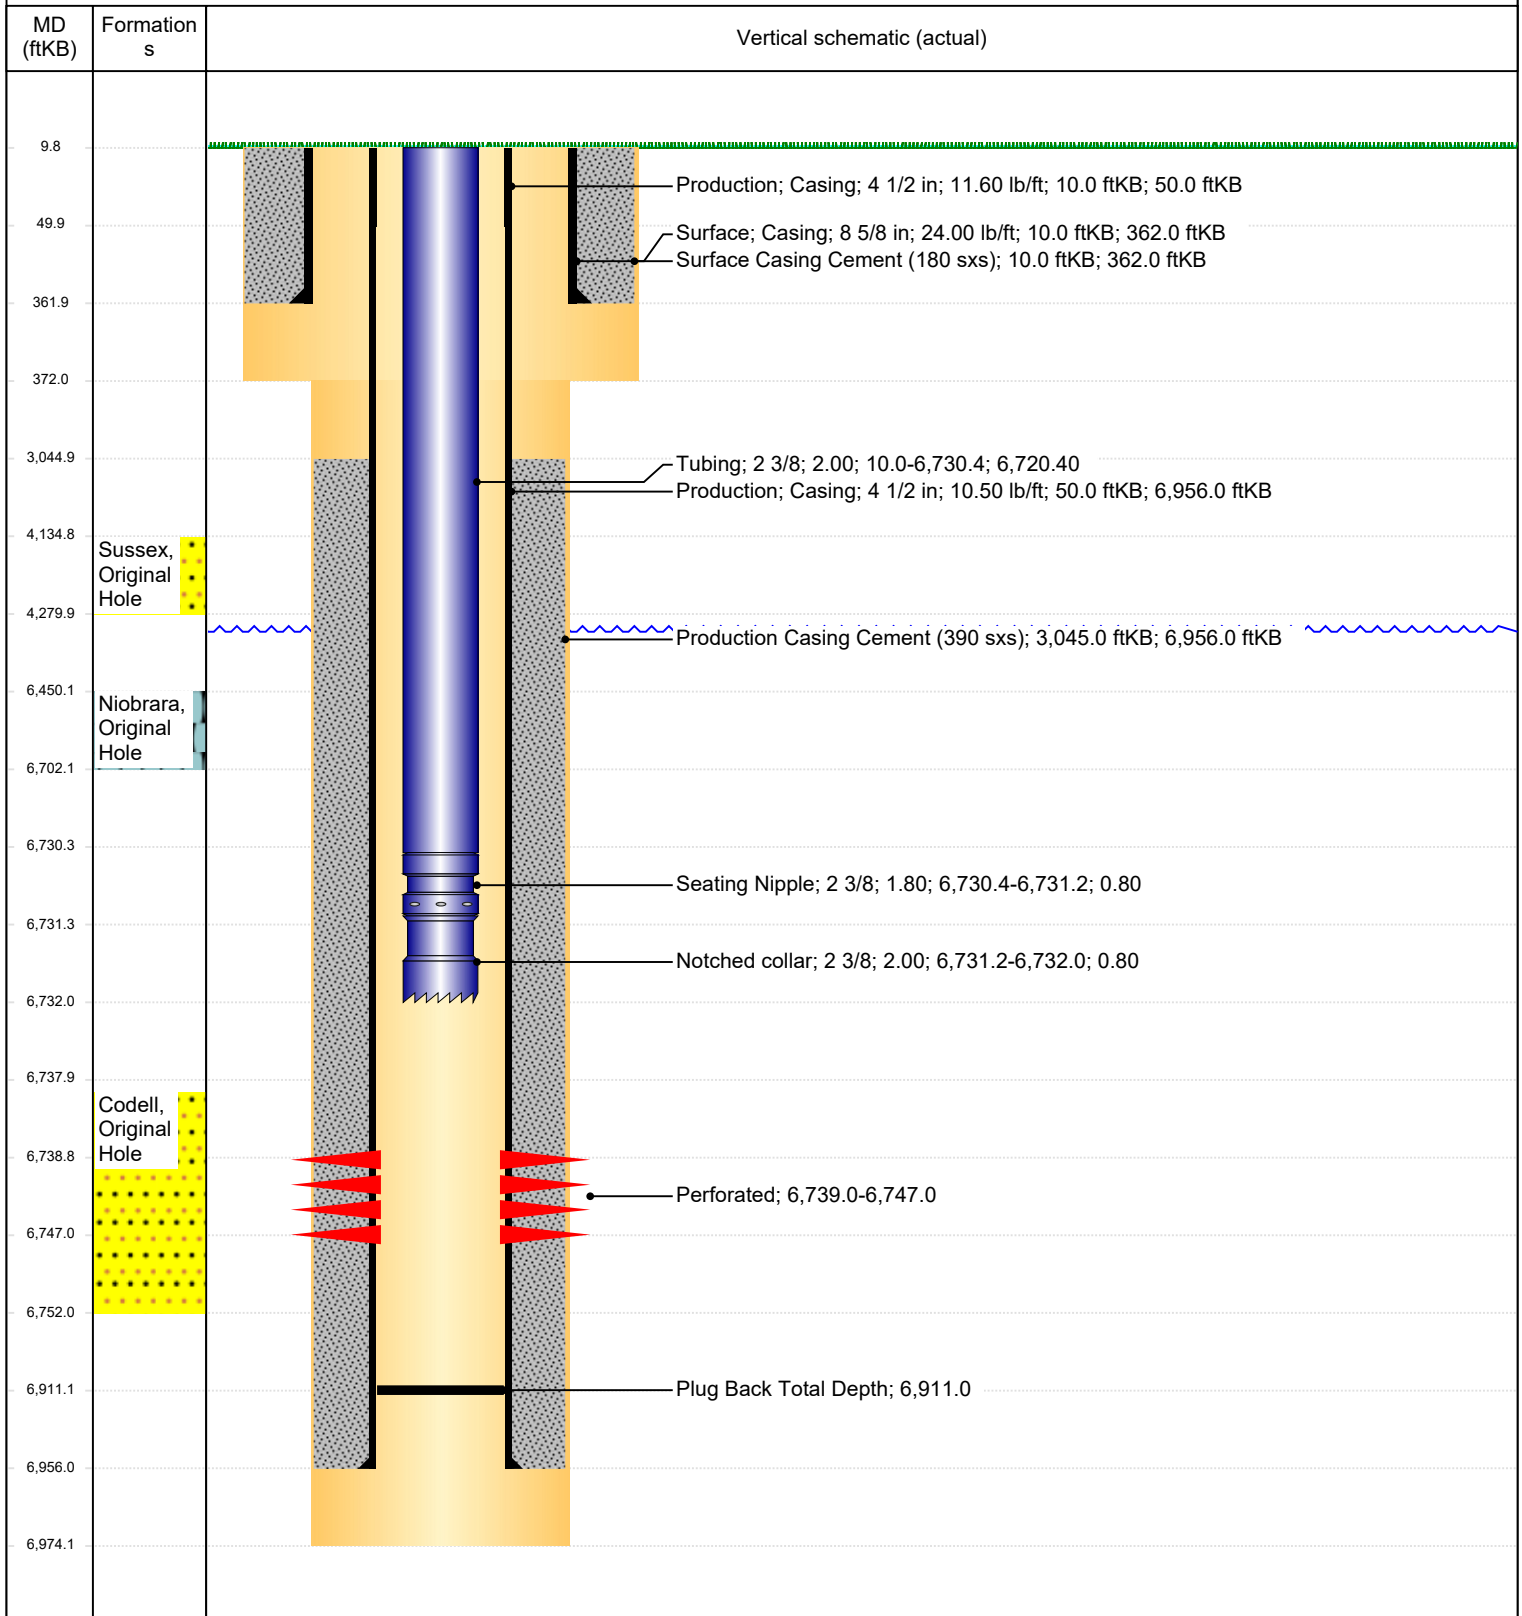 MD
(ftKB)
Formation
s
Vertical schematic (actual)
9.8
Production; Casing; 4 1/2 in; 11.60 lb/ft; 10.0 ftKB; 50.0 ftKB
49.9
Surface; Casing; 8 5/8 in; 24.00 lb/ft; 10.0 ftKB; 362.0 ftKB
Surface Casing Cement (180 sxs); 10.0 ftKB; 362.0 ftKB
361.9
372.0
3,044.9
Tubing; 2 3/8; 2.00; 10.0-6,730.4; 6,720.40
Production; Casing; 4 1/2 in; 10.50 lb/ft; 50.0 ftKB; 6,956.0 ftKB
4,134.8
Sussex,
Original
Hole
4,279.9
Production Casing Cement (390 sxs); 3,045.0 ftKB; 6,956.0 ftKB
6,450.1
Niobrara,
Original
Hole
6,702.1
6,730.3
Seating Nipple; 2 3/8; 1.80; 6,730.4-6,731.2; 0.80
6,731.3
Notched collar; 2 3/8; 2.00; 6,731.2-6,732.0; 0.80
6,732.0
6,737.9
Codell,
Original
Hole
6,738.8
Perforated; 6,739.0-6,747.0
6,747.0
6,752.0
6,911.1
Plug Back Total Depth; 6,911.0
6,956.0
6,974.1